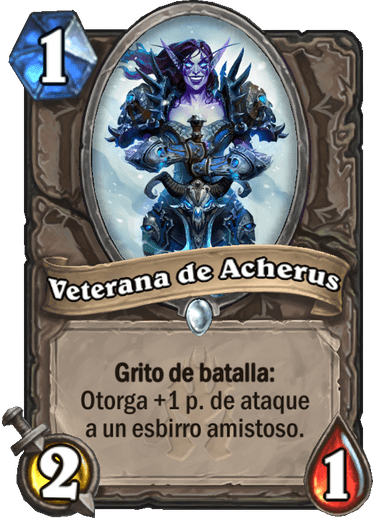 1
Veterana de Acherus
Grito de batalla:
Otorga +1 p. de ataque
a un esbirro amistoso.
2
1